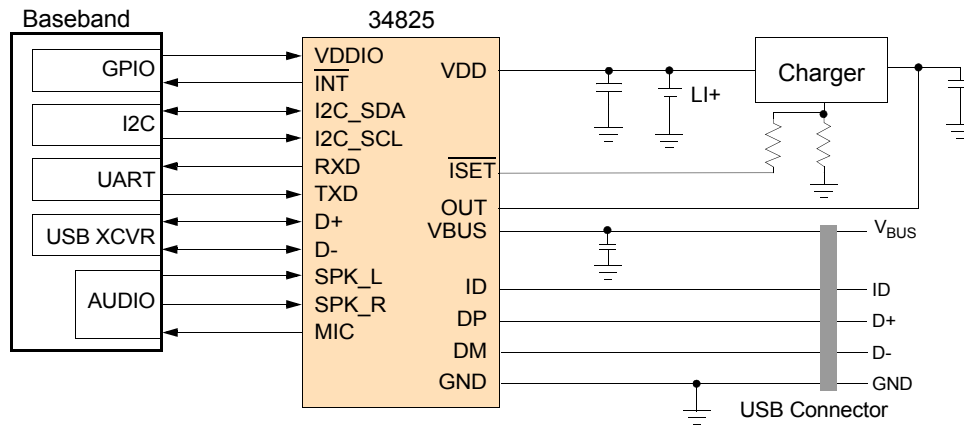 Baseband
34825
GPIO
I2C
UART
USB XCVR
AUDIO
VDDIO
INT
I2C_SDA
I2C_SCL
RXD
TXD
D+
D-
SPK_L
SPK_R
MIC
VDD
ISET
OUT
VBUS
ID
DP
DM
GND
LI+
Charger
VBUS
ID
D+
D-
GND
USB Connector